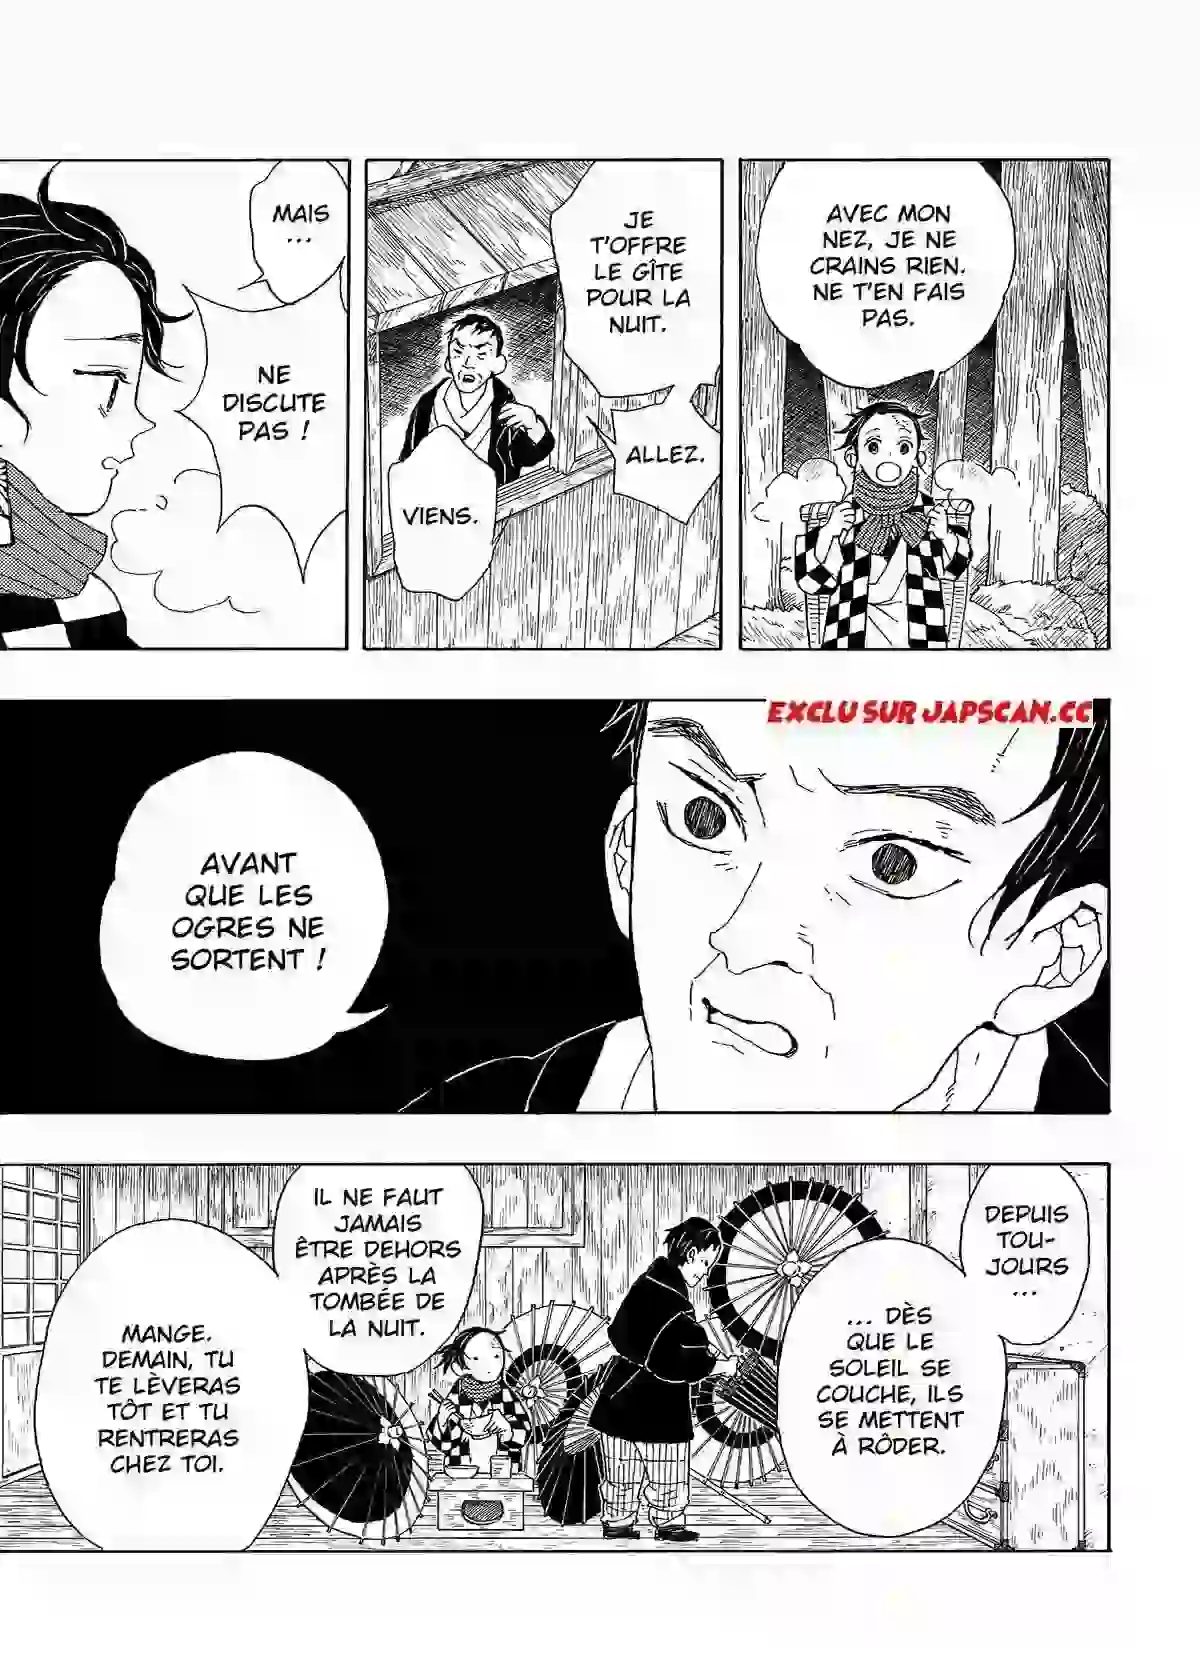 AVEC MON
NEZ, JE NE
CRAINS RIEN.
NE T'EN FAIS
PAS.
JE
T'OFFRE
LE GÎTE
POUR LA
NUIT.
ALLEZ.
VIENS.
MAIS
...
NE
DISCUTE
PAS !
EXCLU SUR JAPSCAN.CC
AVANT
QUE LES
OGRES NE
SORTENT !
DEPUIS
TOU-
JOURS
...
... DÈS
QUE LE
SOLEIL SE
COUCHE, ILS
SE METTENT
À RÔDER.
IL NE FAUT
JAMAIS
ÊTRE DEHORS
APRÈS LA
TOMBÉE DE
LA NUIT.
MANGE.
DEMAIN, TU
TE LÈVERAS
TÔT ET TU
RENTRERAS
CHEZ TOI.